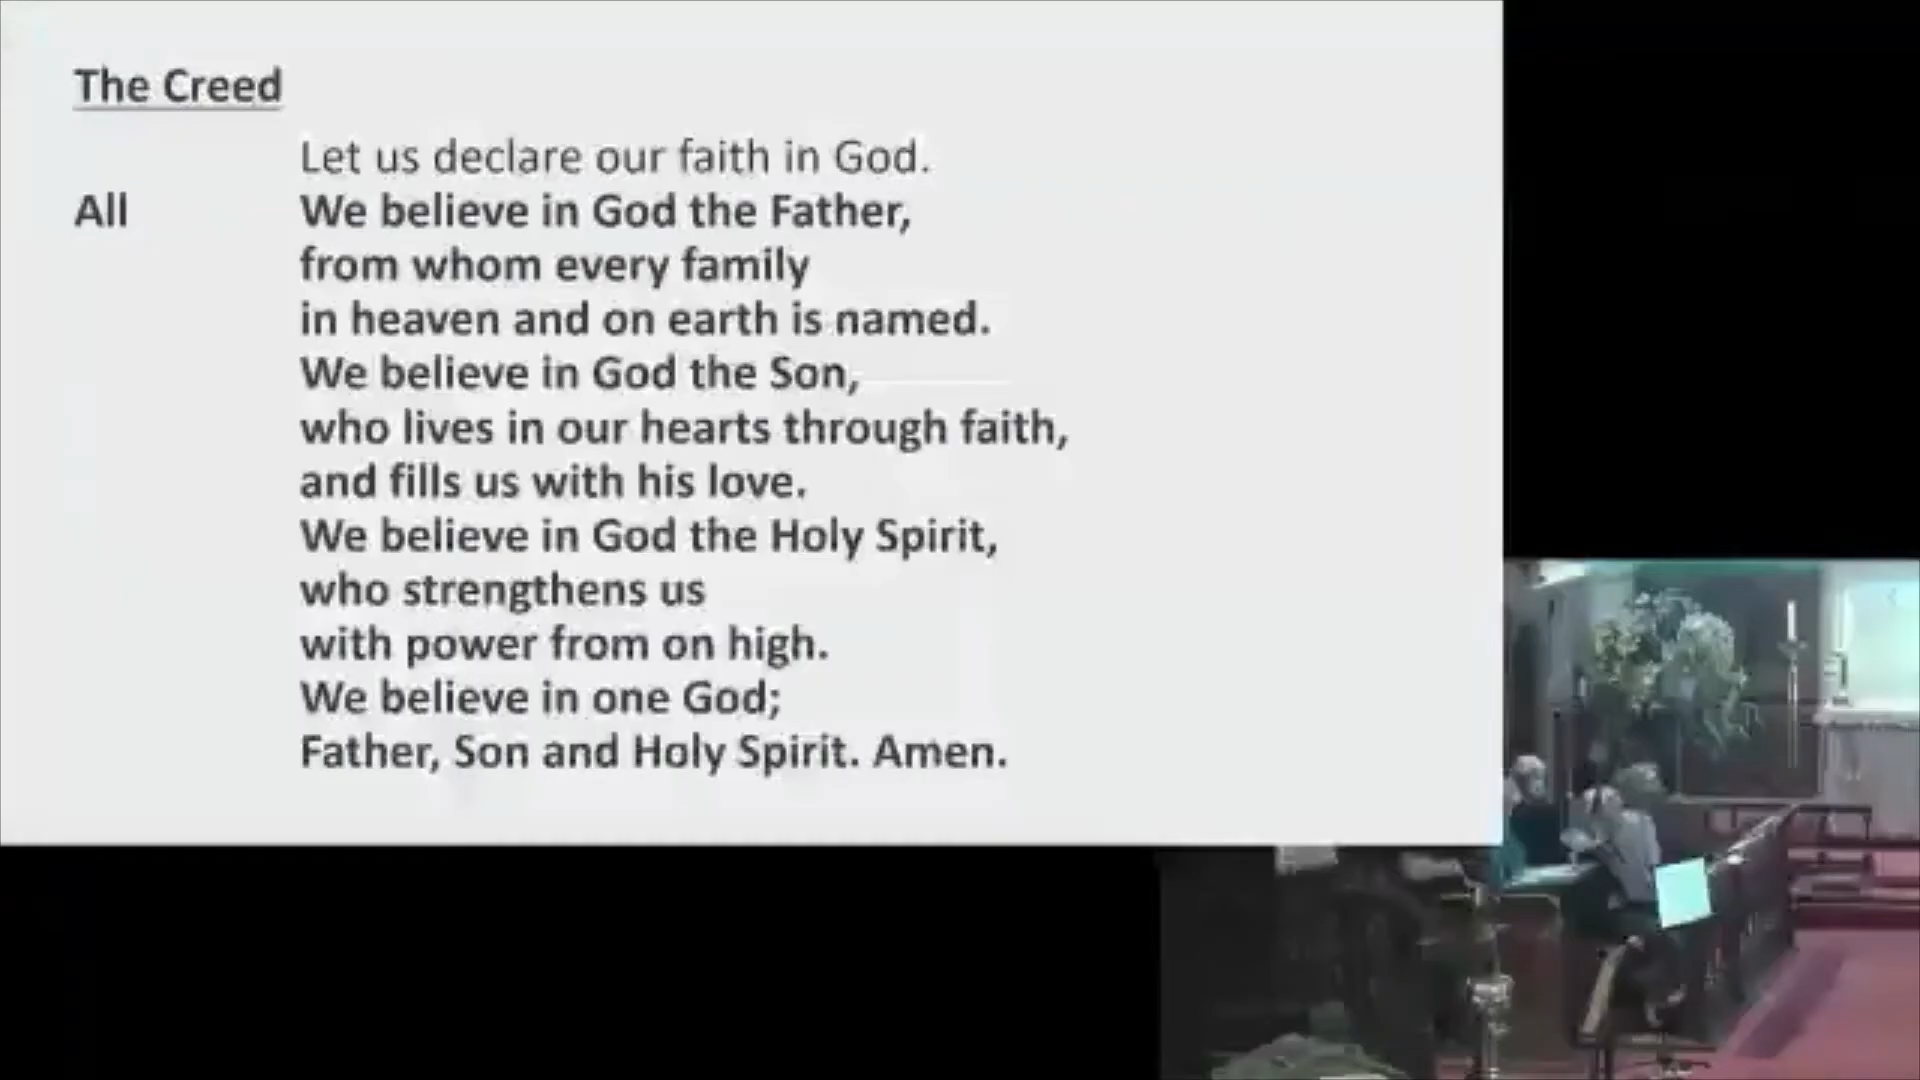 The Creed
Let us declare our faith in God.
All We believe in God the Father,
from whom every family
in heaven and on earth is named.
We believe in God the Son,
who lives in our hearts through faith,
and fills us with his love.
We believe in God the Holy Spirit,
who strengthens us
with power from on high.
We believe in one God;
Father, Son and Holy Spirit. Amen.